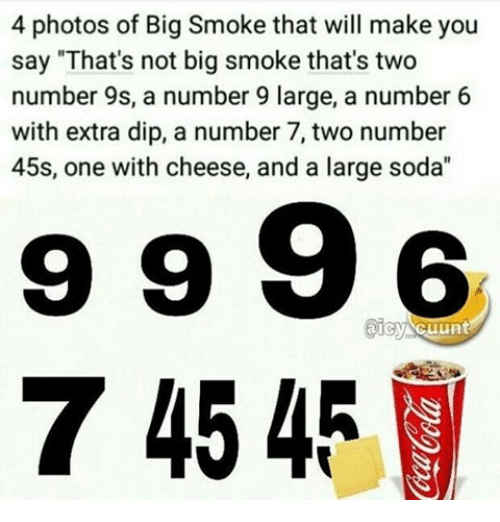 4 photos of Big Smoke that will make you
say "That's not big smoke that's two
number 9s, a number 9 large, a number 6
with extra dip, a number 7, two number
45s, one with cheese, and a large soda"
9 9 9 6
@icy_cuunt
7 45 45
Coca-Cola